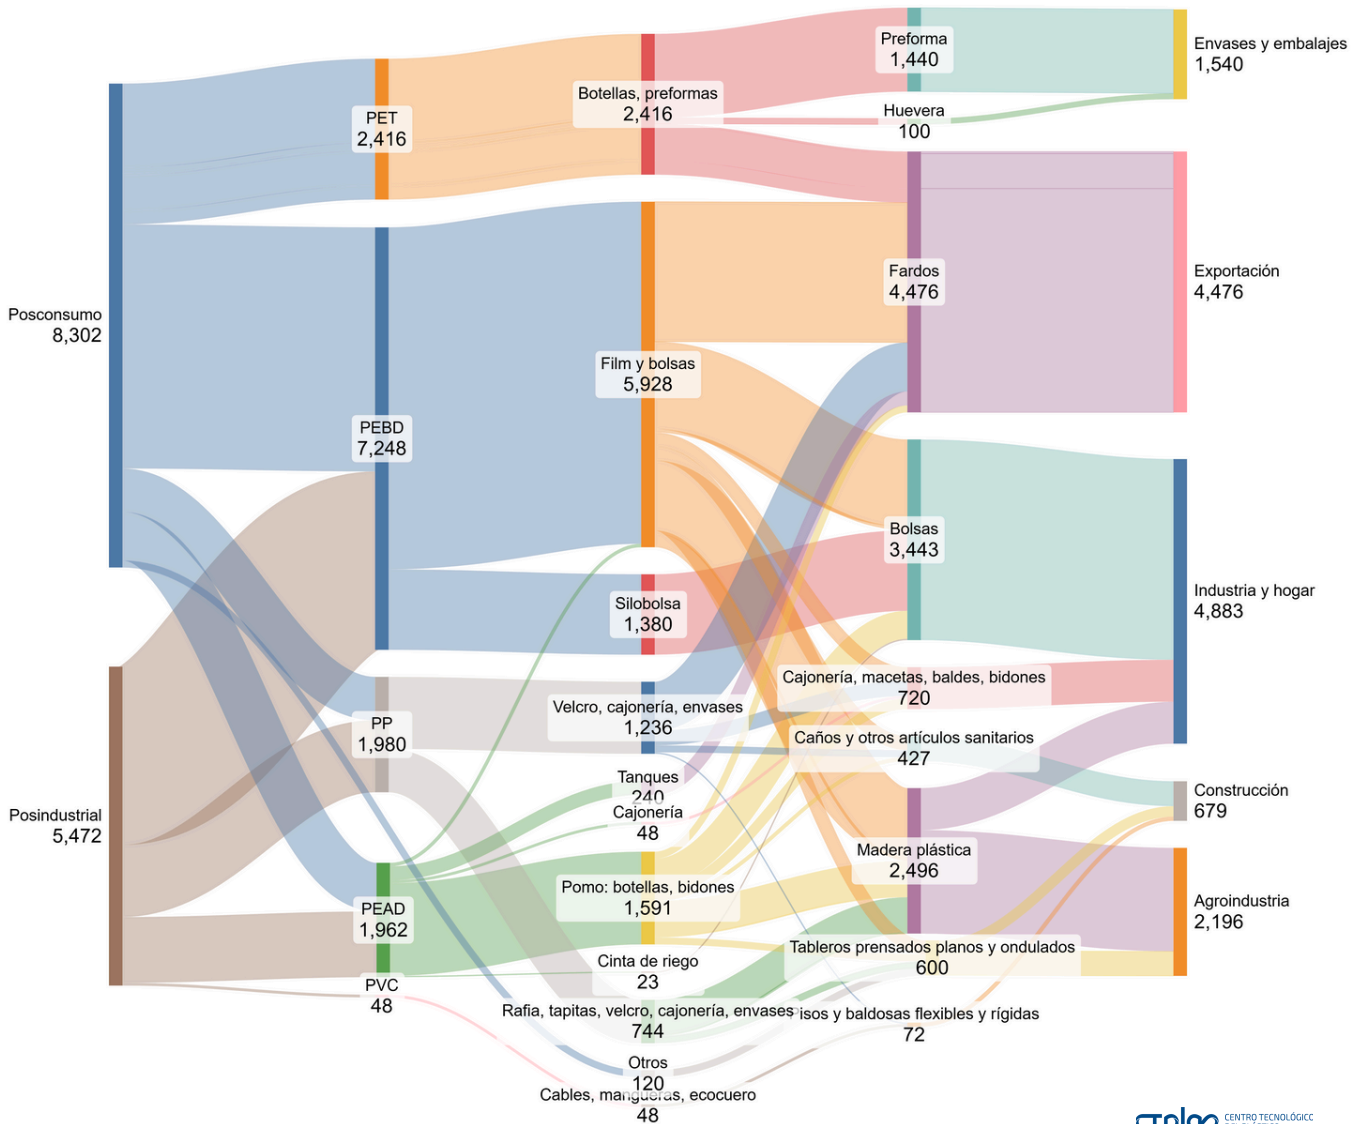 Posconsumo
8,302
Posindustrial
5,472
PET
2,416
PEBD
7,248
PP
1,980
PEAD
1,962
PVC
48
Botellas, preformas
2,416
Film y bolsas
5,928
Silobolsa
1,380
Velcro, cajonería, envases
1,236
Tanques
240
Cajonería
48
Pomo: botellas, bidones
1,591
Cinta de riego
23
Rafia, tapitas, velcro, cajonería, envases
744
Otros
120
Cables, mangueras, ecocuero
48
Preforma
1,440
Huevera
100
Fardos
4,476
Bolsas
3,443
Cajonería, macetas, baldes, bidones
720
Caños y otros artículos sanitarios
427
Madera plástica
2,496
Tableros prensados planos y ondulados
600
isos y baldosas flexibles y rígidas
72
Envases y embalajes
1,540
Exportación
4,476
Industria y hogar
4,883
Construcción
679
Agroindustria
2,196
CENTRO TECNOLÓGICO